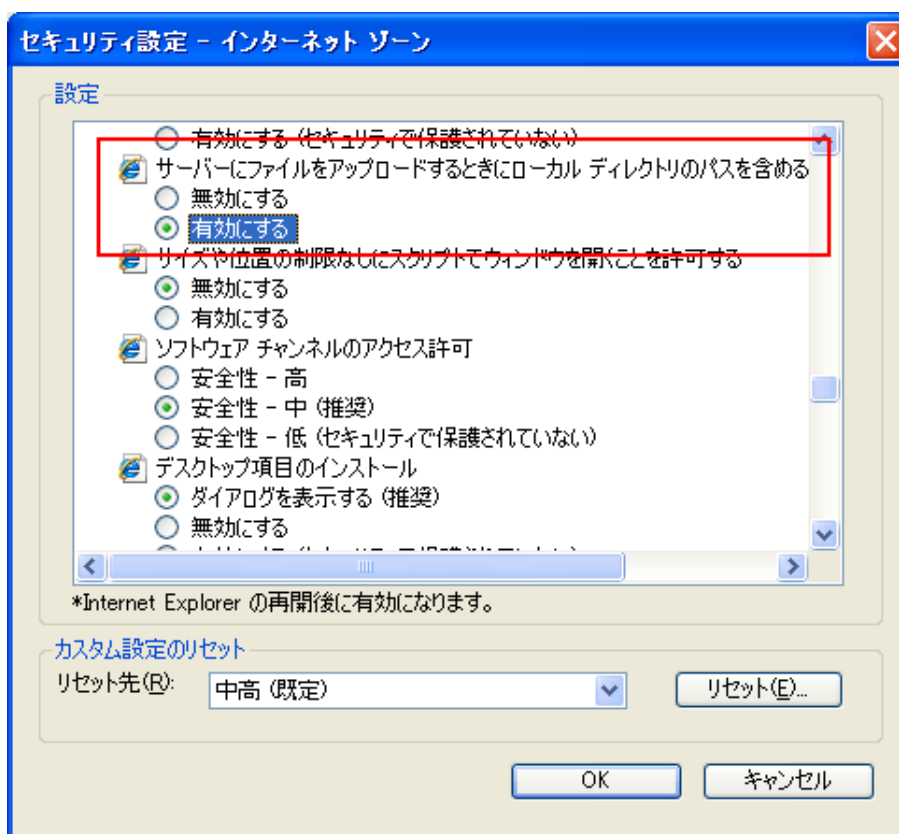 セキュリティ設定 - インターネット ゾーン
設定
有効にする (セキュリティで保護されていない)
サーバーにファイルをアップロードするときにローカル ディレクトリのパスを含める
無効にする
有効にする
サイズや位置の制限なしにスクリプトでウィンドウを開くことを許可する
無効にする
有効にする
ソフトウェア チャンネルのアクセス許可
安全性 - 高
安全性 - 中 (推奨)
安全性 - 低 (セキュリティで保護されていない)
デスクトップ項目のインストール
ダイアログを表示する (推奨)
無効にする
*Internet Explorer の再開後に有効になります。
カスタム設定のリセット
リセット先(R):
中高 (既定)
リセット(E)...
OK
キャンセル